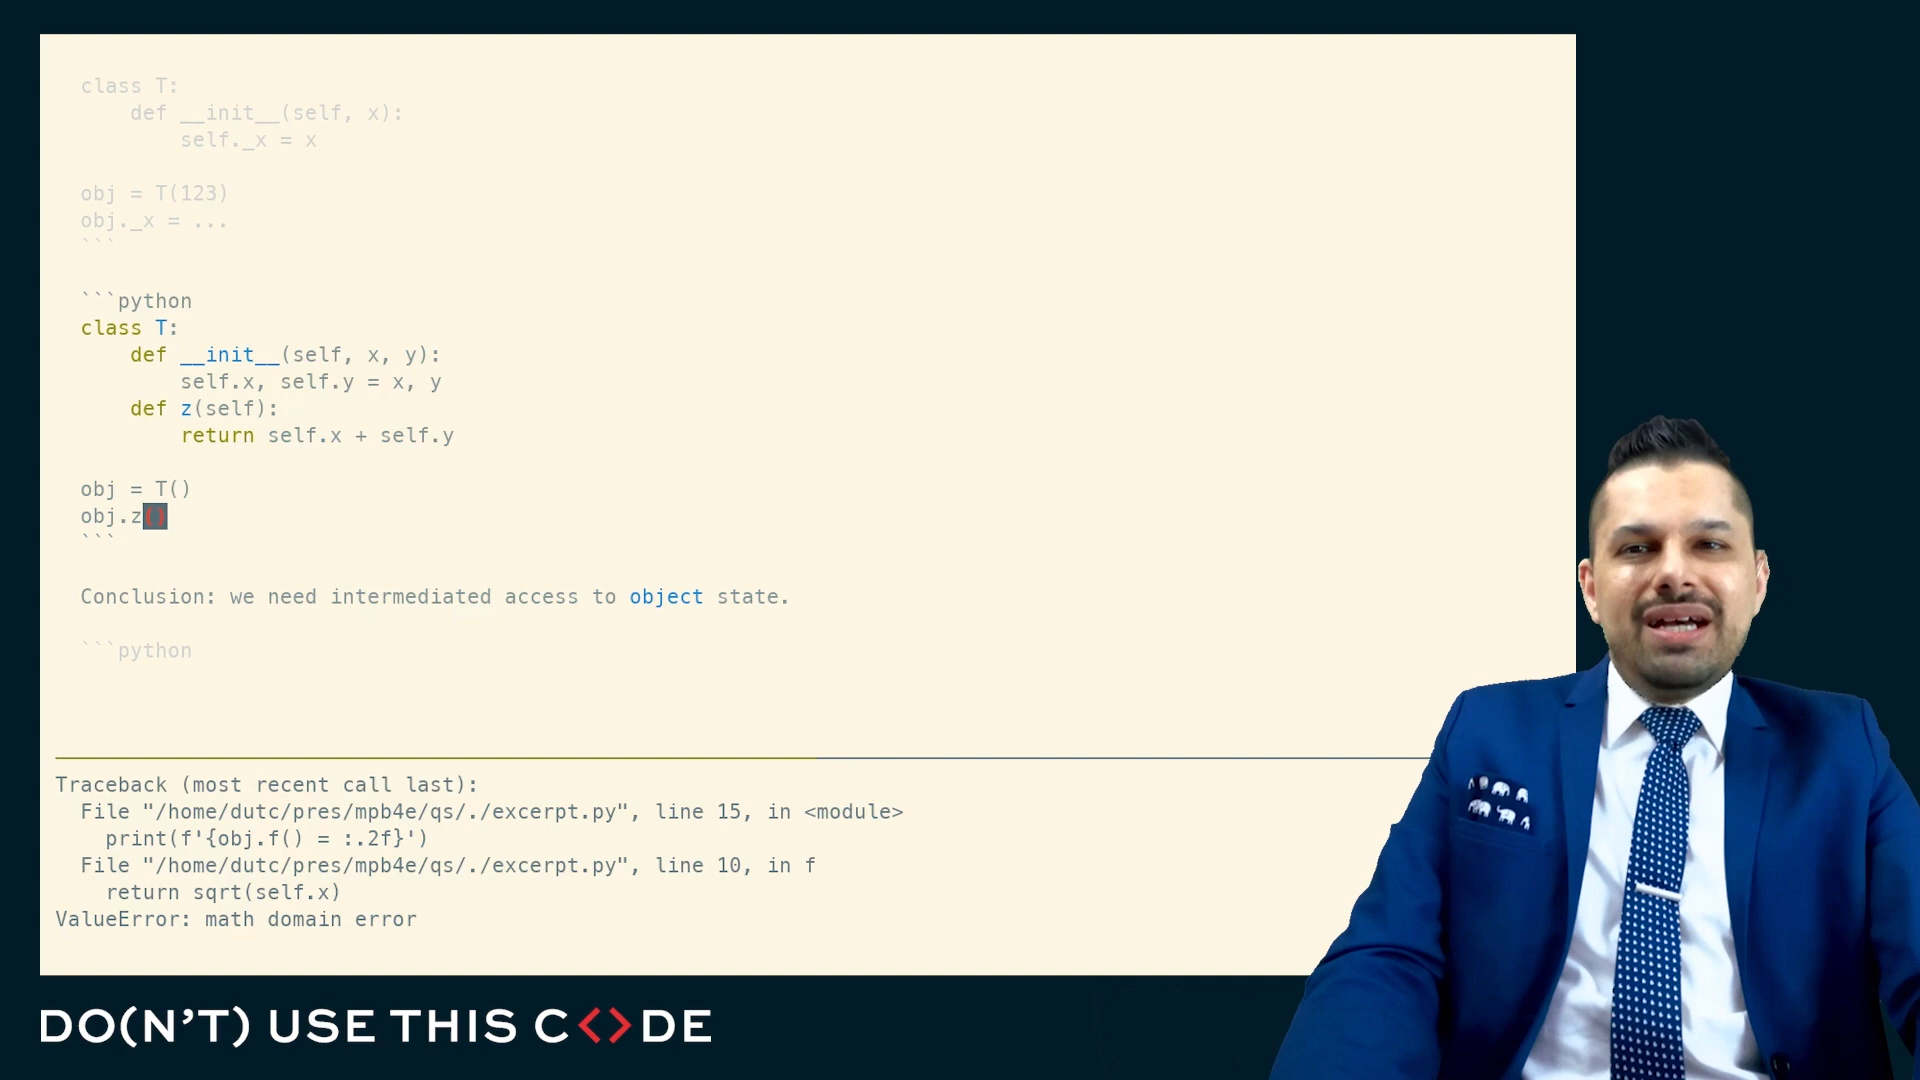 class T:
    def __init__(self, x):
        self._x = x
obj = T(123)
obj._x = ...
```
```python
class T:
    def __init__(self, x, y):
        self.x, self.y = x, y
    def z(self):
        return self.x + self.y
obj = T()
obj.z()
```
Conclusion: we need intermediated access to object state.
```python
Traceback (most recent call last):
  File "/home/dutc/pres/mpb4e/qs/./excerpt.py", line 15, in <module>
    print(f'{obj.f() = :.2f}')
  File "/home/dutc/pres/mpb4e/qs/./excerpt.py", line 10, in f
    return sqrt(self.x)
ValueError: math domain error
DO(N'T) USE THIS C<>DE